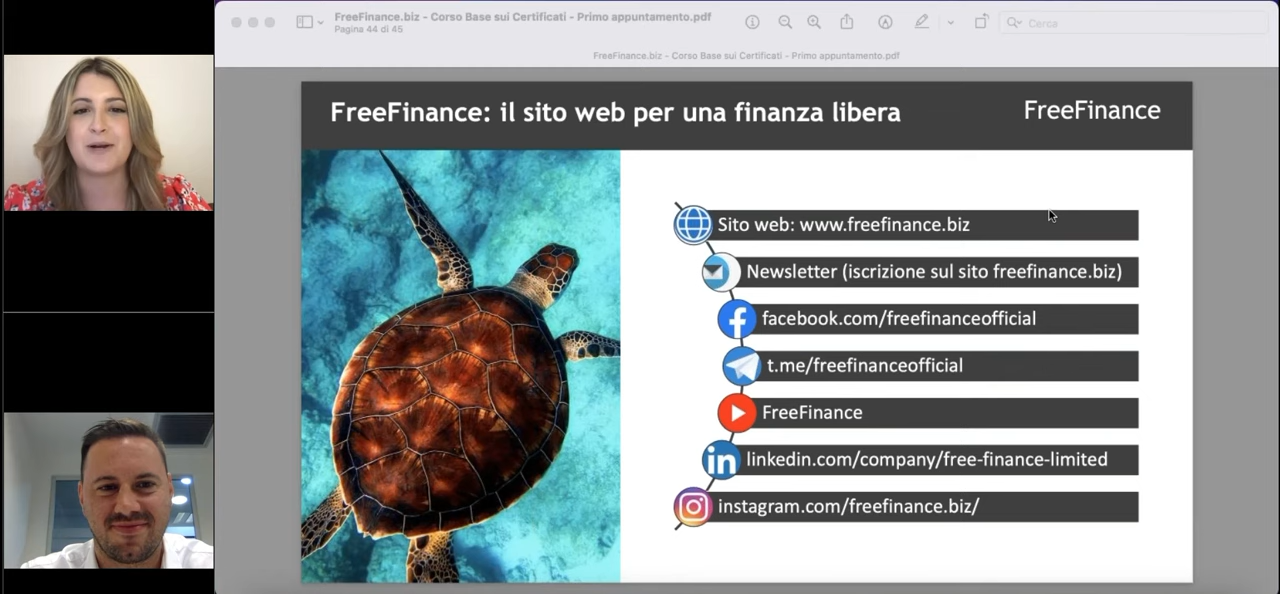 FreeFinance.biz - Corso Base sui Certificati - Primo appuntamento.pdf
Pagina 44 di 45
Cerca
FreeFinance.biz - Corso Base sui Certificati - Primo appuntamento.pdf
FreeFinance: il sito web per una finanza libera
FreeFinance
Sito web: www.freefinance.biz
Newsletter (iscrizione sul sito freefinance.biz)
facebook.com/freefinanceofficial
t.me/freefinanceofficial
FreeFinance
linkedin.com/company/free-finance-limited
instagram.com/freefinance.biz/